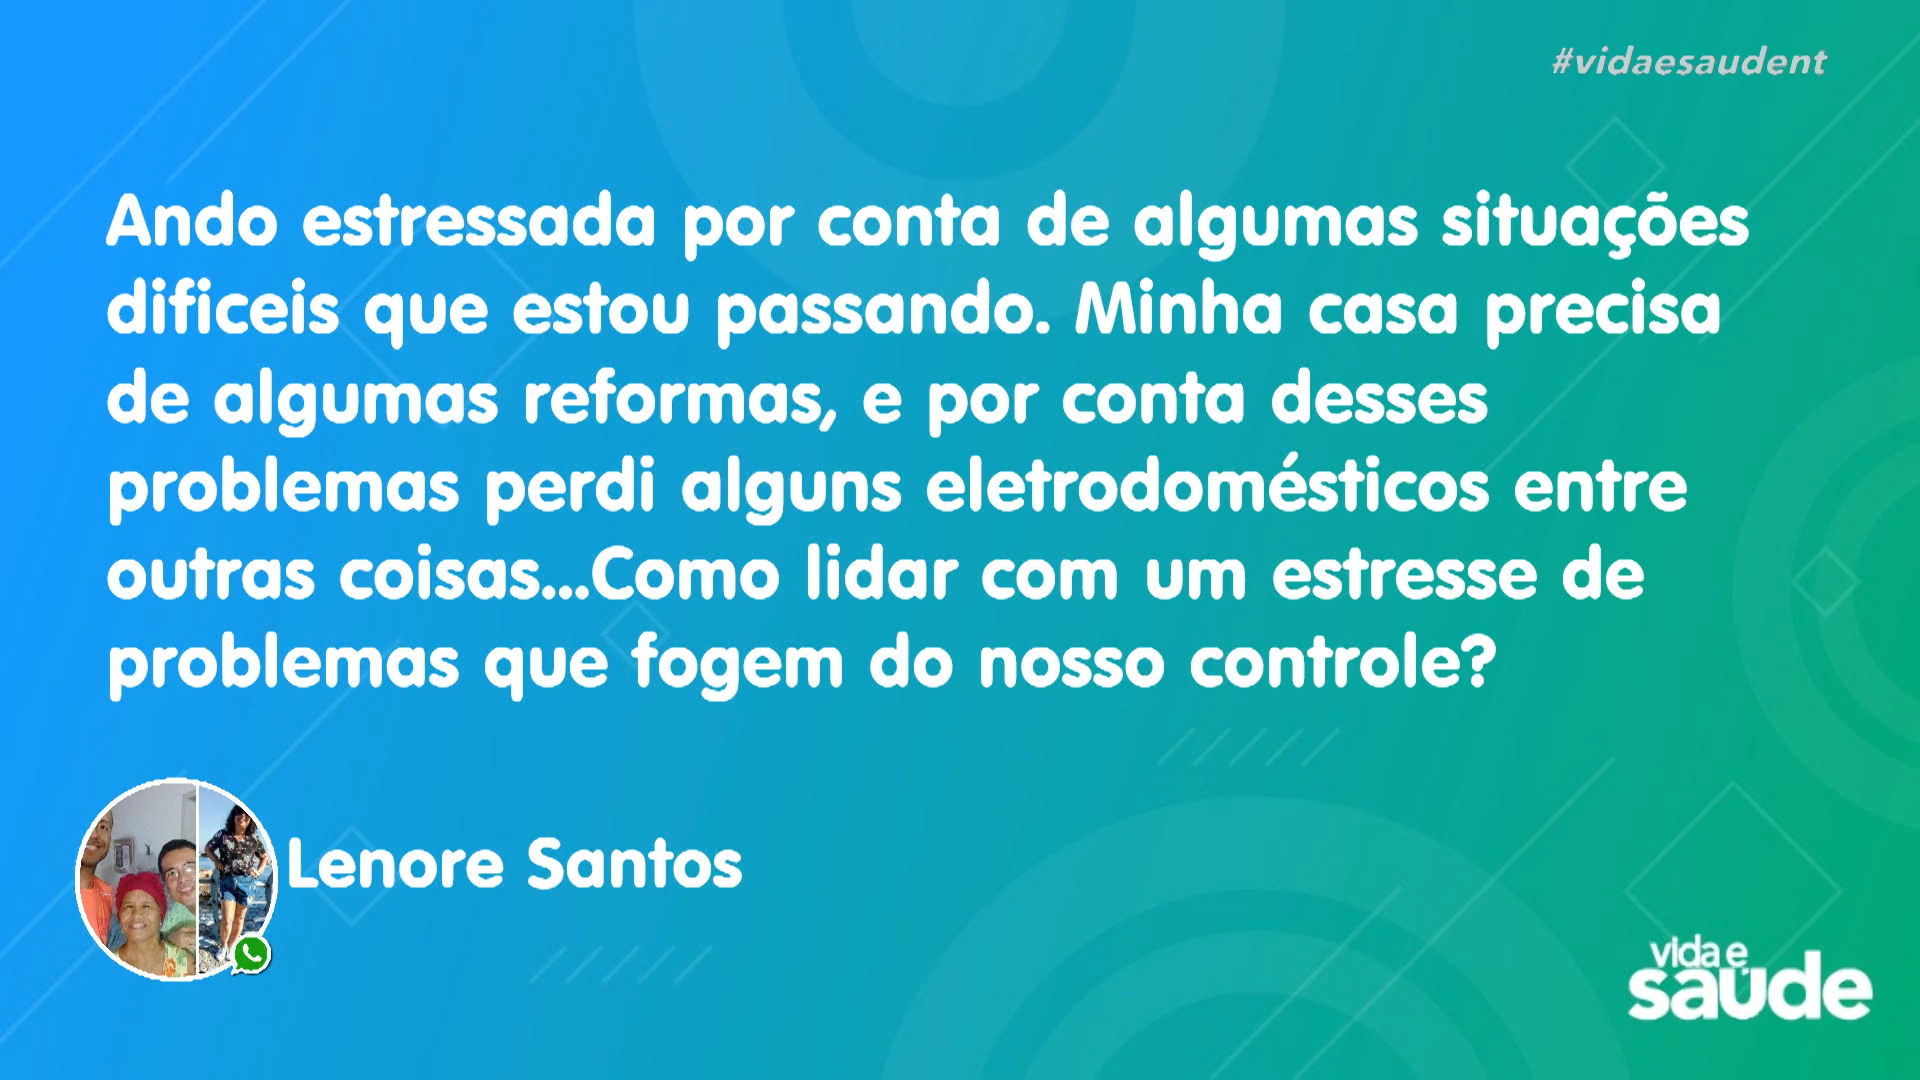 #vidaesaudent
Ando estressada por conta de algumas situações
dificeis que estou passando. Minha casa precisa
de algumas reformas, e por conta desses
problemas perdi alguns eletrodomésticos entre
outras coisas...Como lidar com um estresse de
problemas que fogem do nosso controle?
Lenore Santos
vida e
saúde